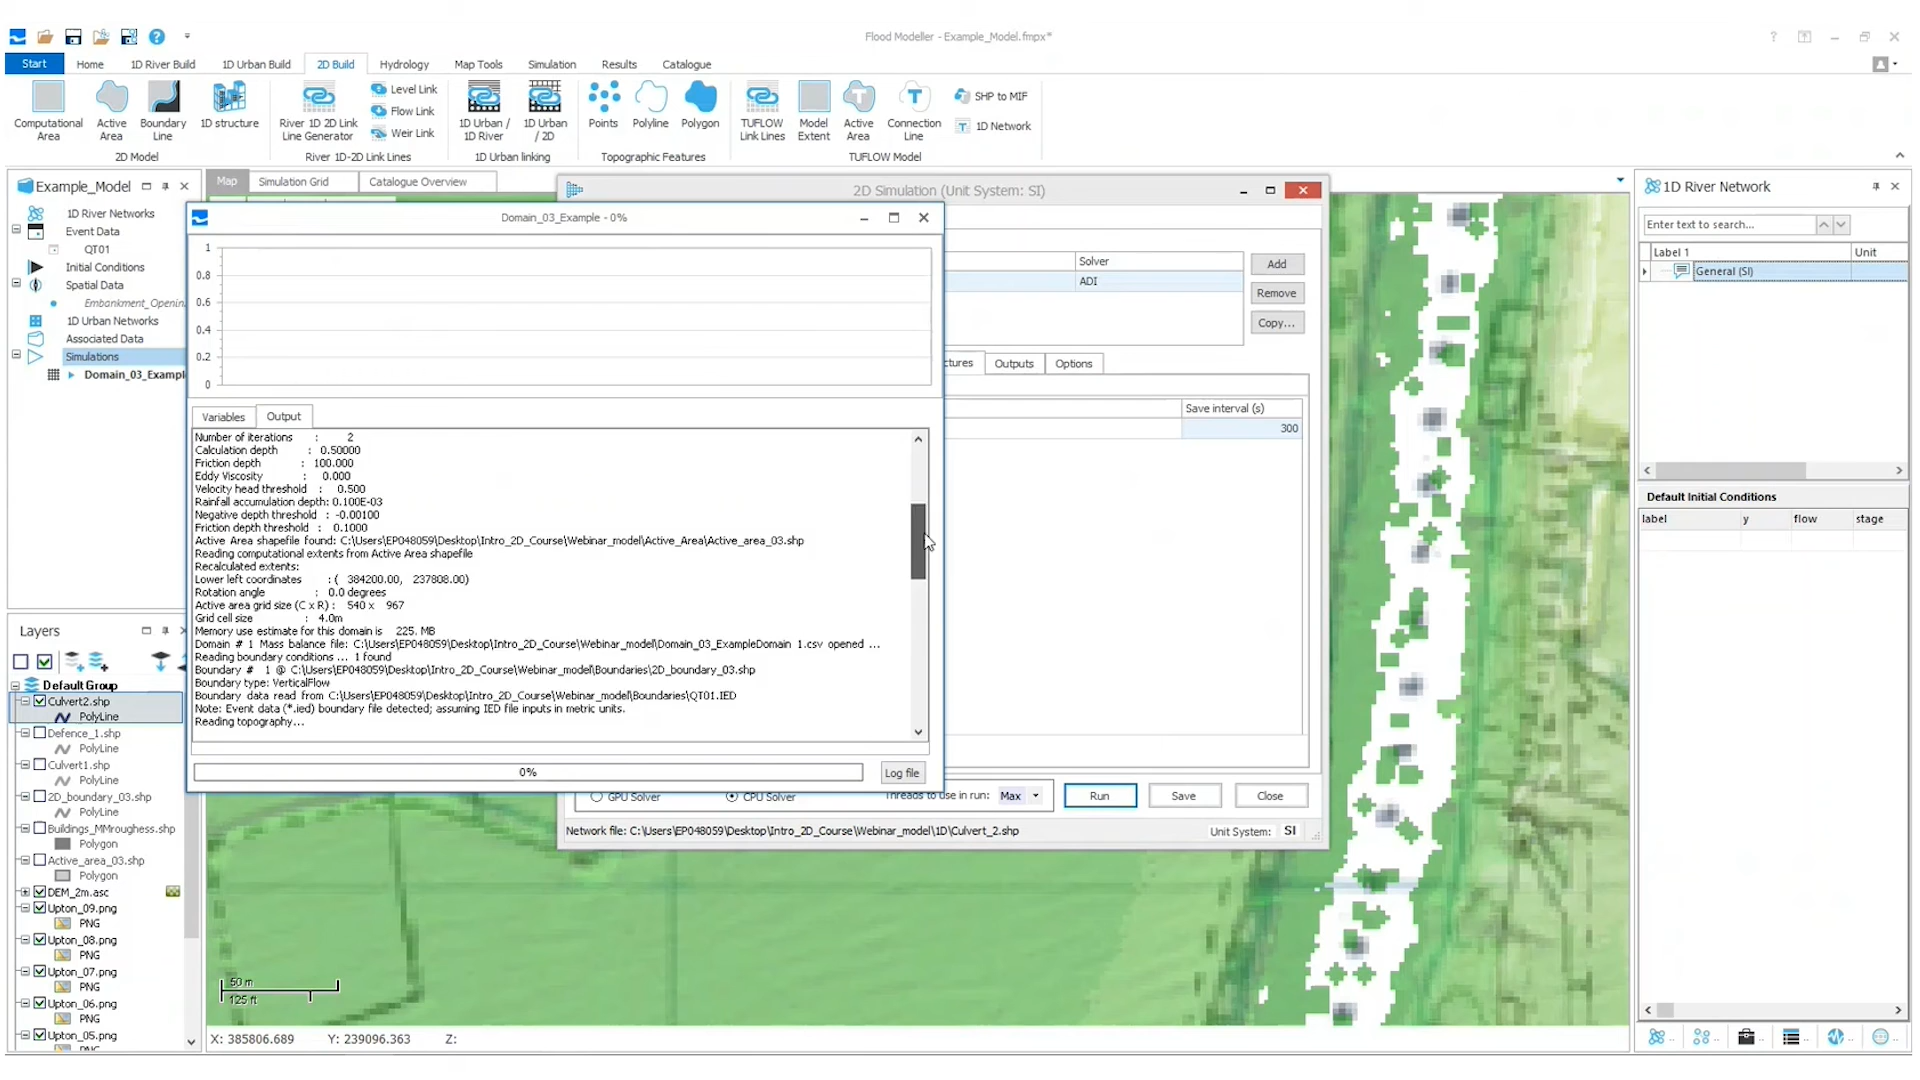 Flood Modeller - Example_Model.fmpx*
Start Home 1D River Build 1D Urban Build 2D Build Hydrology Map Tools Simulation Results Catalogue
Computational Area
Active Area
Boundary Line
1D structure
2D Model
River 1D 2D Link Line Generator
Level Link
Flow Link
Weir Link
River 1D-2D Link Lines
1D Urban / 1D River
1D Urban / 2D
1D Urban linking
Points
Polyline
Polygon
Topographic Features
TUFLOW Link Lines
Model Extent
Active Area
Connection Line
SHP to MIF
1D Network
TUFLOW Model
Example_Model
1D River Networks
Event Data
QT01
Initial Conditions
Spatial Data
Embankment_Openin
1D Urban Networks
Associated Data
Simulations
Domain_03_Exampl
Map Simulation Grid Catalogue Overview
2D Simulation (Unit System: SI)
Domain_03_Example - 0%
1
0.8
0.6
0.4
0.2
0
Variables Output
Number of iterations : 2
Calculation depth : 0.50000
Friction depth : 100.000
Eddy Viscosity : 0.000
Velocity head threshold : 0.500
Rainfall accumulation depth: 0.100E-03
Negative depth threshold : -0.00100
Friction depth threshold : 0.1000
Active Area shapefile found: C:\Users\EP048059\Desktop\Intro_2D_Course\Webinar_model\Active_Area\Active_area_03.shp
Reading computational extents from Active Area shapefile
Recalculated extents:
Lower left coordinates : ( 384200.00, 237808.00)
Rotation angle : 0.0 degrees
Active area grid size (C x R) : 540 x 967
Grid cell size : 4.0m
Memory use estimate for this domain is 225. MB
Domain # 1 Mass balance file: C:\Users\EP048059\Desktop\Intro_2D_Course\Webinar_model\Domain_03_ExampleDomain 1.csv opened ...
Reading boundary conditions ... 1 found
Boundary # 1 @ C:\Users\EP048059\Desktop\Intro_2D_Course\Webinar_model\Boundaries\2D_boundary_03.shp
Boundary type: VerticalFlow
Boundary data read from C:\Users\EP048059\Desktop\Intro_2D_Course\Webinar_model\Boundaries\QT01.IED
Note: Event data (*.ied) boundary file detected; assuming IED file inputs in metric units.
Reading topography...
0%
Log file
Solver
ADI
Add
Remove
Copy...
ctures Outputs Options
Save interval (s)
300
GPU Solver CPU Solver Threads to use in run: Max Run Save Close
Network file: C:\Users\EP048059\Desktop\Intro_2D_Course\Webinar_model\1D\Culvert_2.shp Unit System: SI
1D River Network
Enter text to search...
Label 1 Unit
General (SI)
Default Initial Conditions
label y flow stage
Layers
Default Group
Culvert2.shp
PolyLine
Defence_1.shp
PolyLine
Culvert1.shp
PolyLine
2D_boundary_03.shp
PolyLine
Buildings_MMroughess.shp
Polygon
Active_area_03.shp
Polygon
DEM_2m.asc
Upton_09.png
PNG
Upton_08.png
PNG
Upton_07.png
PNG
Upton_06.png
PNG
Upton_05.png
PNG
50 m
125 ft
X: 385806.689 Y: 239096.363 Z: